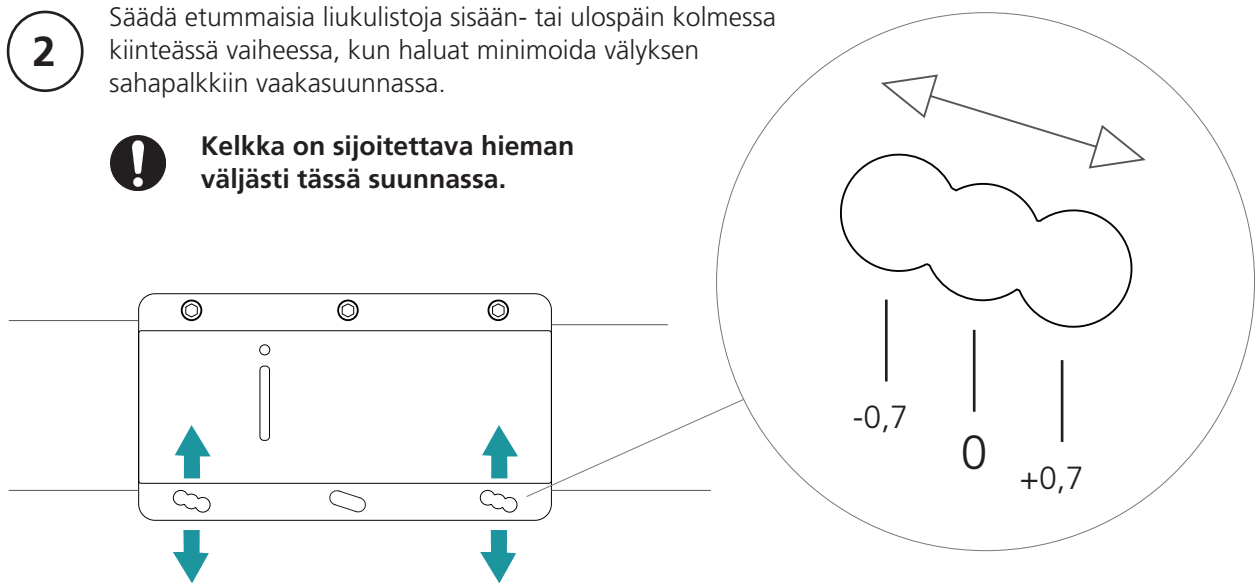 2
Säädä etummaisia liukulistoja sisään- tai ulospäin kolmessa
kiinteässä vaiheessa, kun haluat minimoida välyksen
sahapalkkiin vaakasuunnassa.
Kelkka on sijoitettava hieman
väljästi tässä suunnassa.
-0,7
0
+0,7